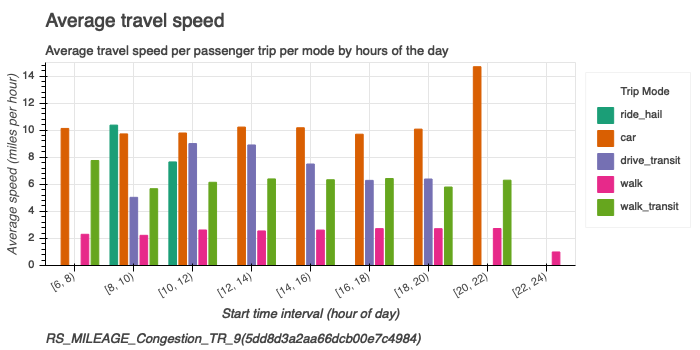 Average travel speed
Average travel speed per passenger trip per mode by hours of the day
Average speed (miles per hour)
14
12
10
8
6
4
2
0
[6, 8)
[8, 10)
[10, 12)
[12, 14)
[14, 16)
[16, 18)
[18, 20)
[20, 22)
[22, 24)
Start time interval (hour of day)
Trip Mode
ride_hail
car
drive_transit
walk
walk_transit
RS_MILEAGE_Congestion_TR_9(5dd8d3a2aa66dcb00e7c4984)